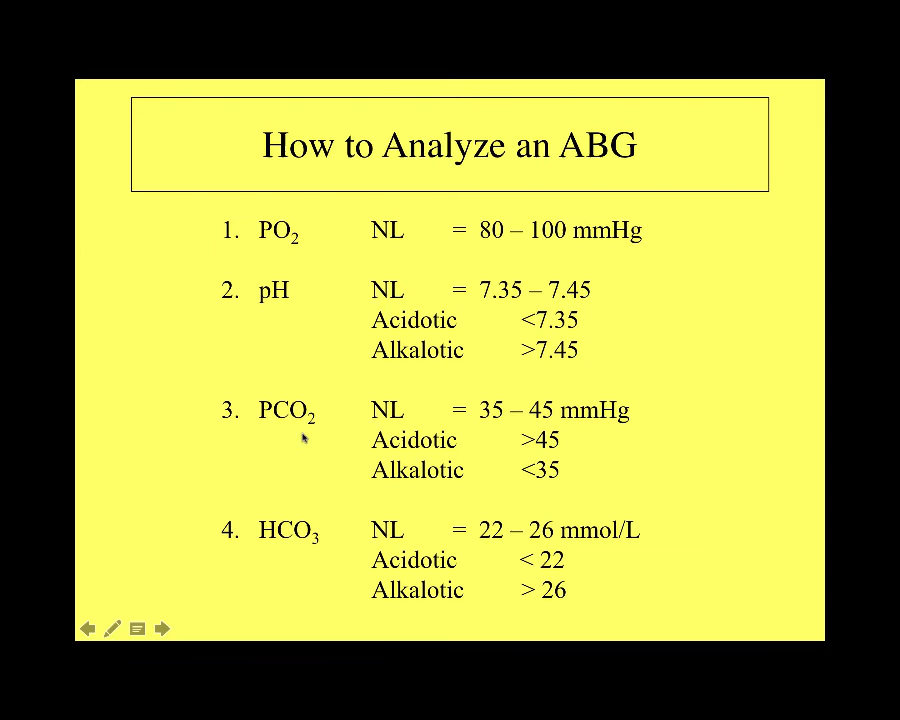 How to Analyze an ABG
1. PO₂ NL = 80 – 100 mmHg
2. pH NL = 7.35 – 7.45
Acidotic <7.35
Alkalotic >7.45
3. PCO₂ NL = 35 – 45 mmHg
Acidotic >45
Alkalotic <35
4. HCO₃ NL = 22 – 26 mmol/L
Acidotic < 22
Alkalotic > 26